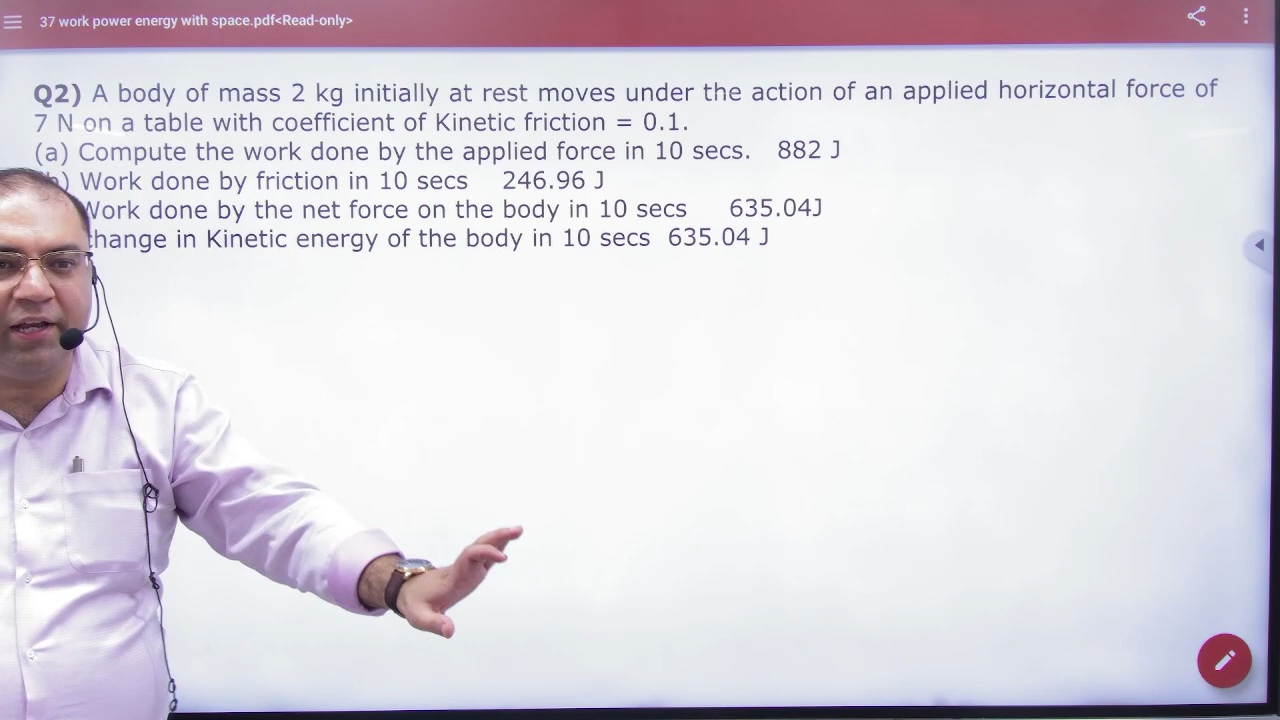 37 work power energy with space.pdf<Read-only>
Q2) A body of mass 2 kg initially at rest moves under the action of an applied horizontal force of
7 N on a table with coefficient of Kinetic friction = 0.1.
(a) Compute the work done by the applied force in 10 secs. 882 J
b) Work done by friction in 10 secs 246.96 J
Work done by the net force on the body in 10 secs 635.04J
change in Kinetic energy of the body in 10 secs 635.04 J